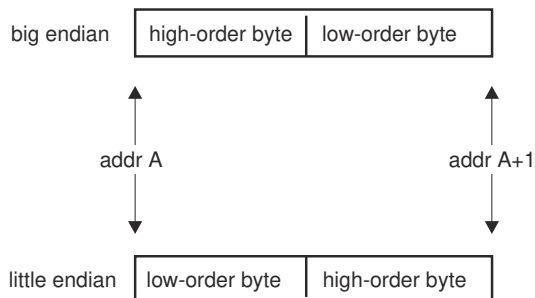 big endian high-order byte low-order byte
addr A addr A+1
little endian low-order byte high-order byte